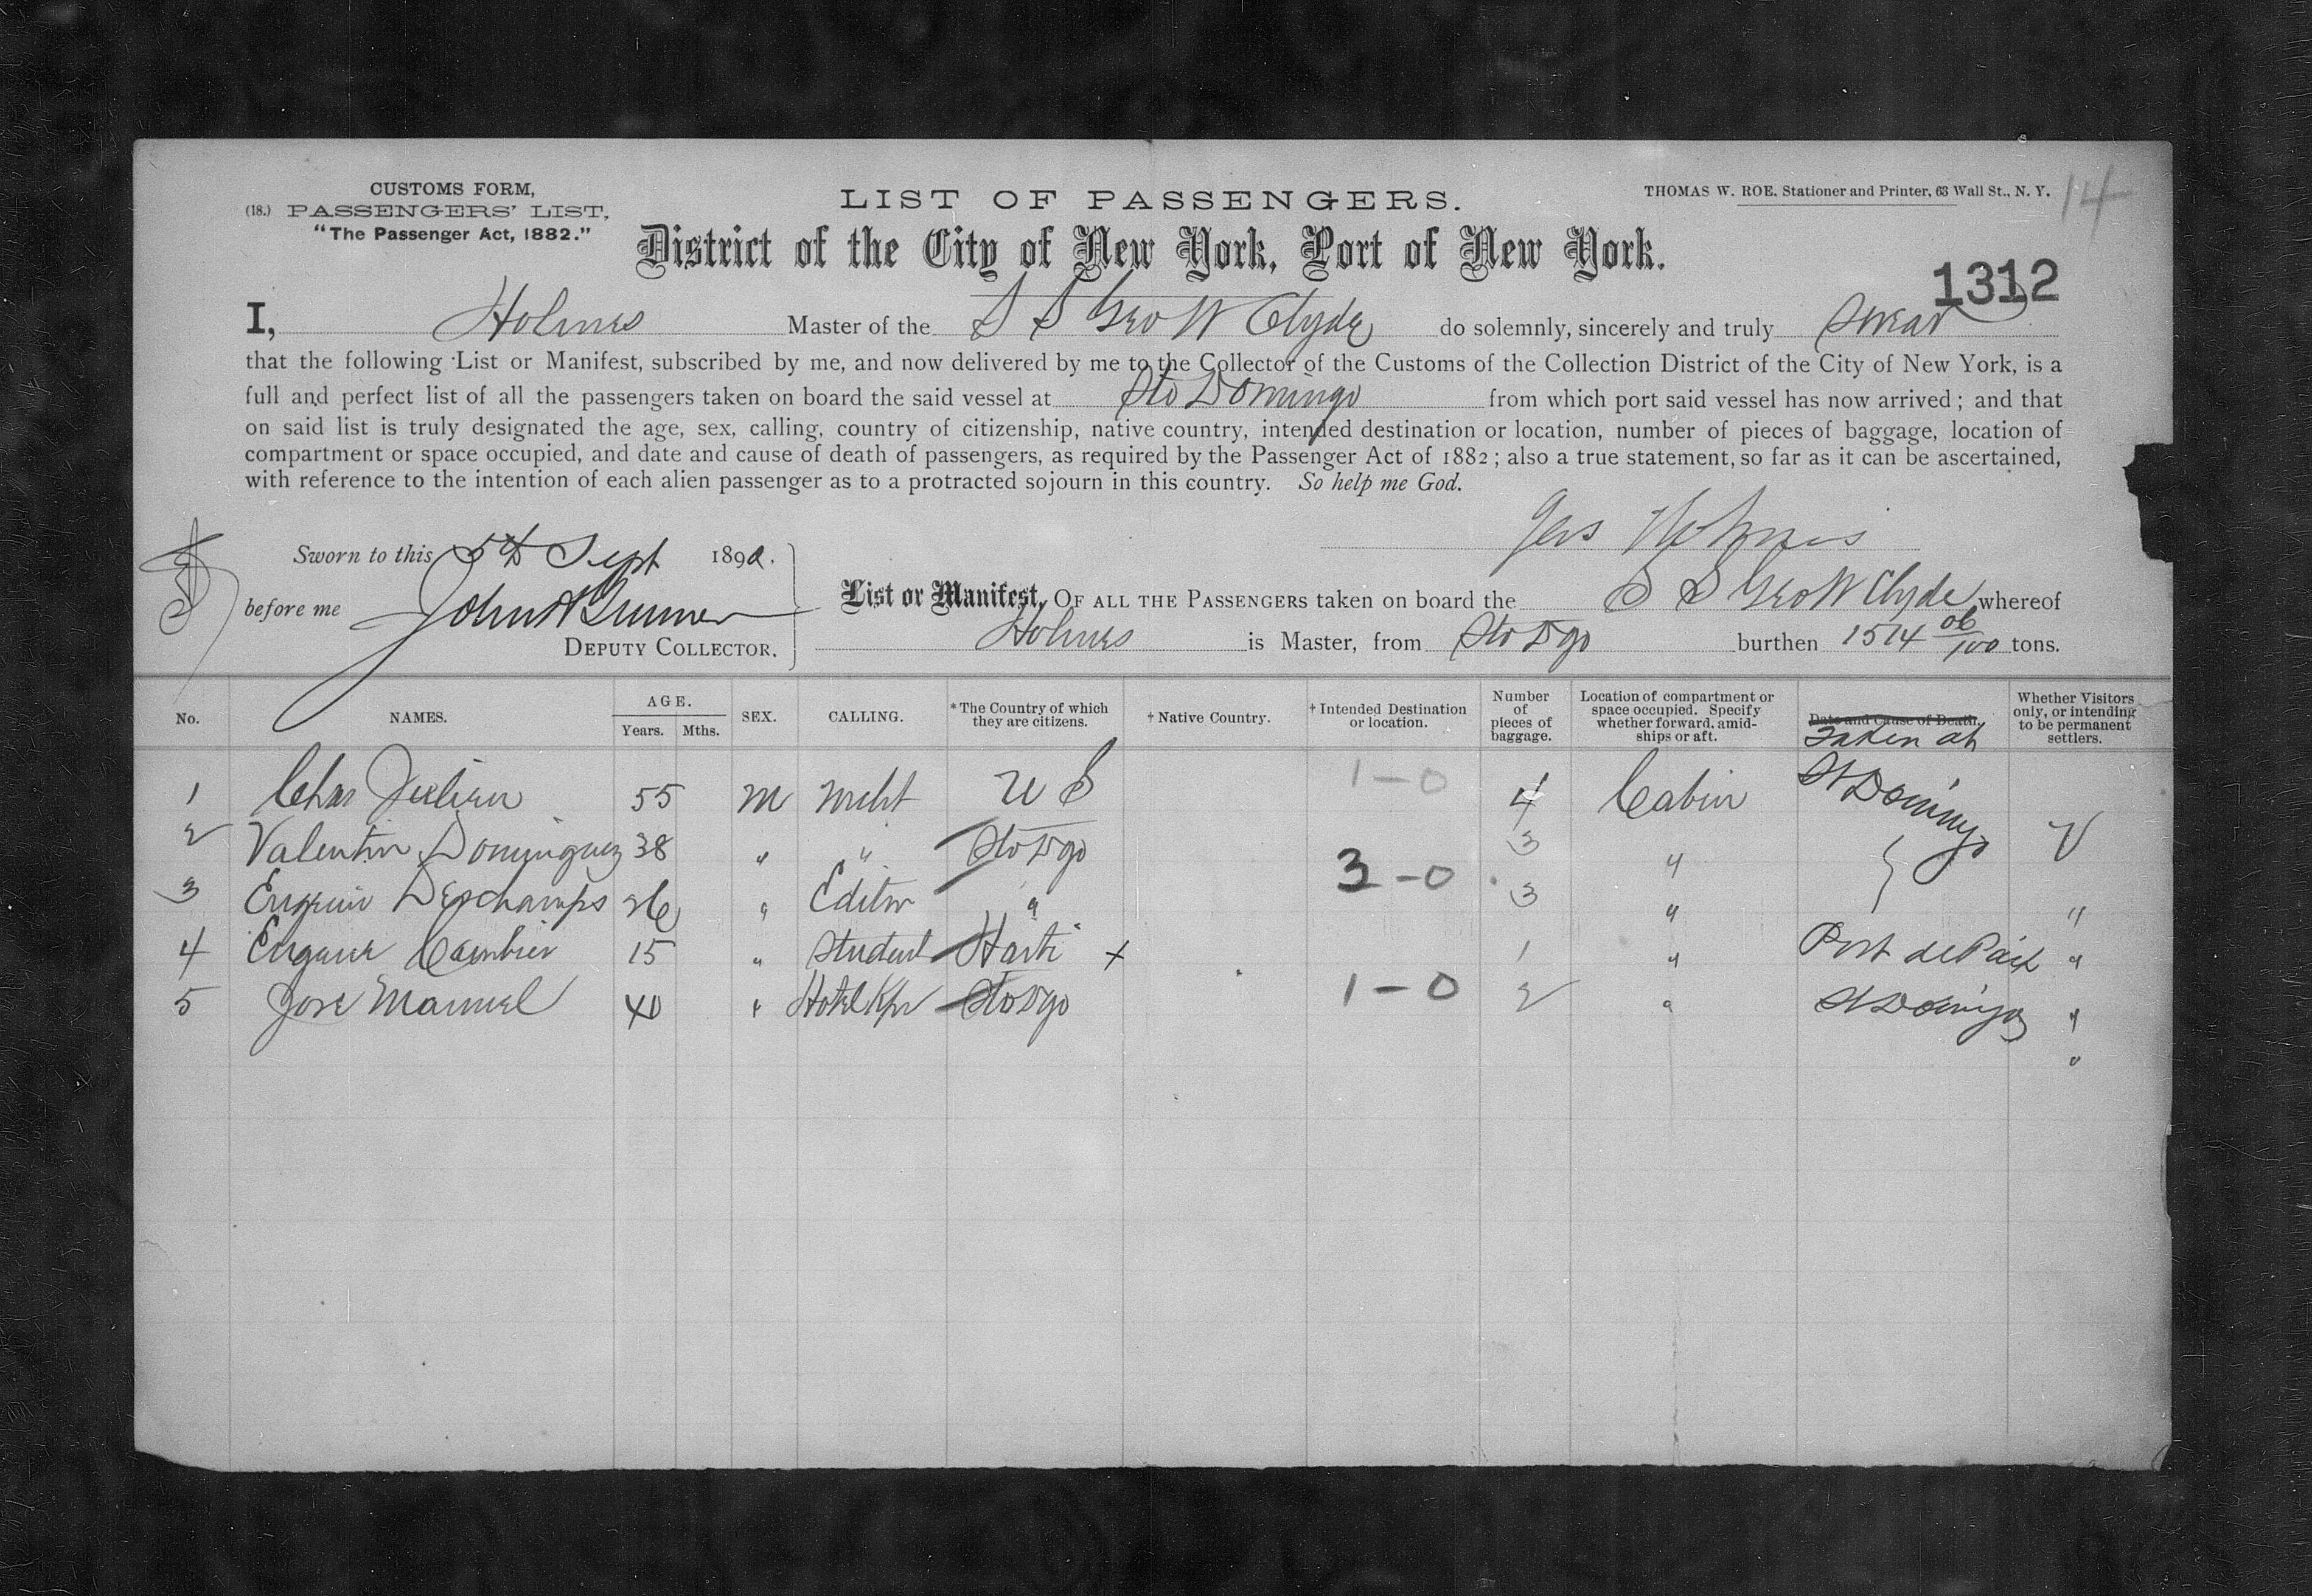 CUSTOMS FORM,
(18.) PASSENGERS' LIST,
"The Passenger Act, 1882."
LIST OF PASSENGERS.
THOMAS W. ROE, Stationer and Printer, 63 Wall St., N. Y.
14
District of the City of New York, Port of New York.
1312
I, Holmes Master of the S S Geo W Clyde do solemnly, sincerely and truly swear
that the following List or Manifest, subscribed by me, and now delivered by me to the Collector of the Customs of the Collection District of the City of New York, is a
full and perfect list of all the passengers taken on board the said vessel at Sto Domingo from which port said vessel has now arrived; and that
on said list is truly designated the age, sex, calling, country of citizenship, native country, intended destination or location, number of pieces of baggage, location of
compartment or space occupied, and date and cause of death of passengers, as required by the Passenger Act of 1882; also a true statement, so far as it can be ascertained,
with reference to the intention of each alien passenger as to a protracted sojourn in this country. So help me God.
Holmes
Sworn to this 5th Sept 189
before me John
DEPUTY COLLECTOR.
List or Manifest, OF ALL THE PASSENGERS taken on board the S S Geo W Clyde whereof
Holmes is Master, from Sto Dgo burthen 1514 06/100 tons.
No. NAMES. AGE. Years. Mths. SEX. CALLING. * The Country of which they are citizens. † Native Country. † Intended Destination or location. Number of pieces of baggage. Location of compartment or space occupied. Specify whether forward, amidships or aft. Date and Cause of Death. Taken at Whether Visitors only, or intending to be permanent settlers.
1 Chas Julien 55 M Mcht U S 1-0 4 Cabin St Domingo
2 Valentin Dominguez 38 " " Sto Dgo 3 " V
3 Eugenio Deschamps 26 " Editor " 3-0 3 " "
4 Eugene Cambier 15 " Student Haiti x 1 " Port de Paix "
5 Jose Manuel 40 " Hotel Kpr Sto Dgo 1-0 2 " St Domingo "
"